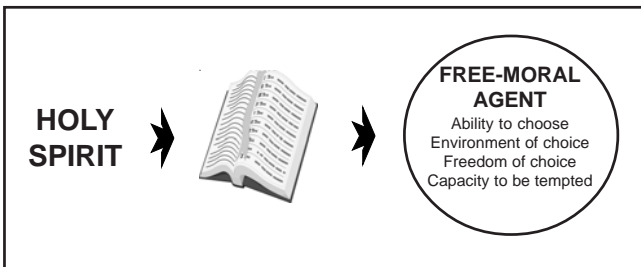 HOLY
SPIRIT
FREE-MORAL
AGENT
Ability to choose
Environment of choice
Freedom of choice
Capacity to be tempted